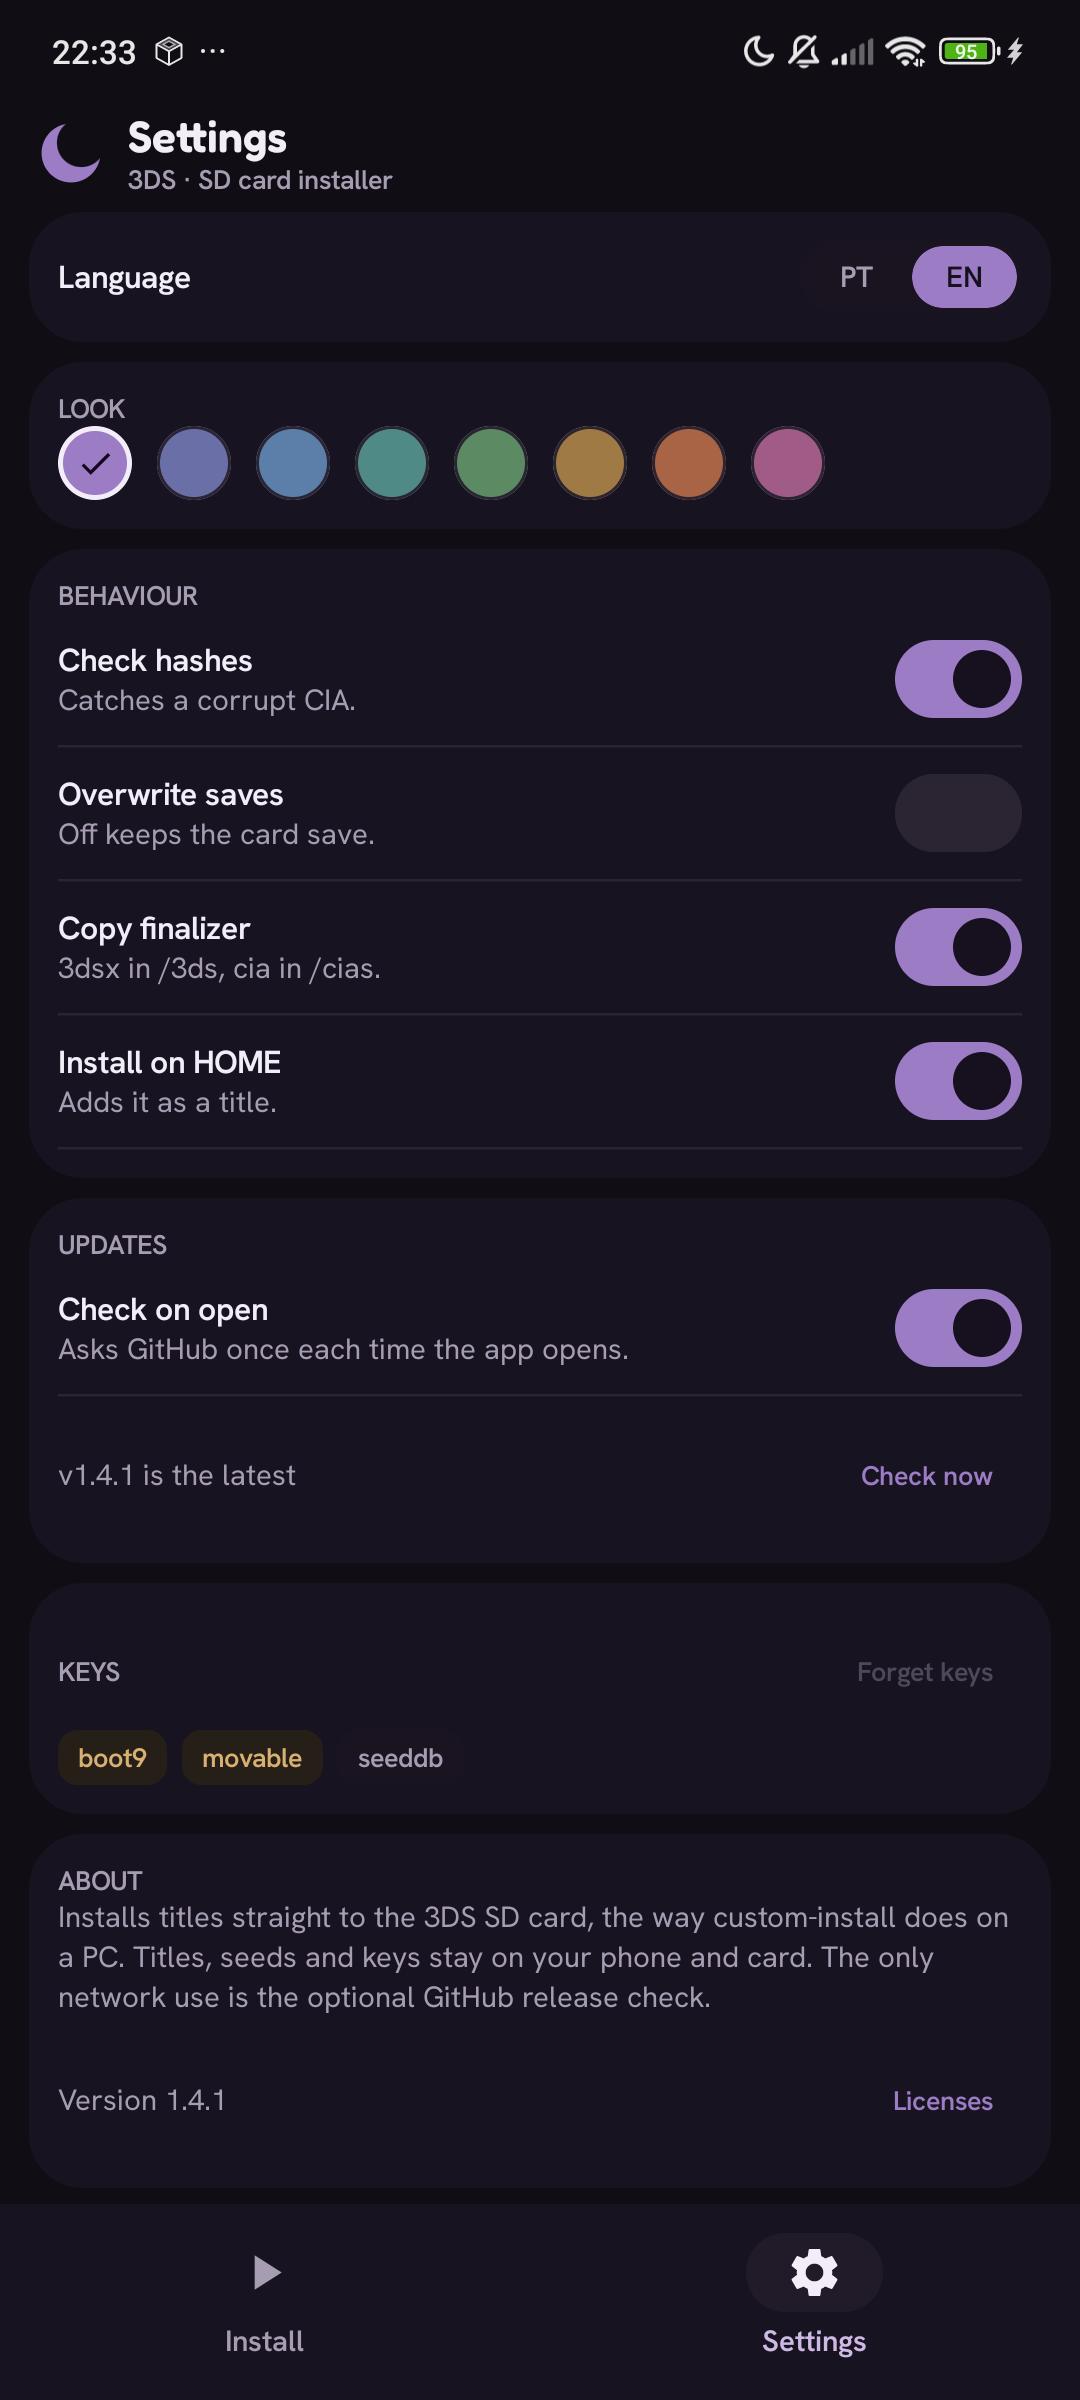 22:33
95
Settings
3DS · SD card installer
Language
PT
EN
LOOK
BEHAVIOUR
Check hashes
Catches a corrupt CIA.
Overwrite saves
Off keeps the card save.
Copy finalizer
3dsx in /3ds, cia in /cias.
Install on HOME
Adds it as a title.
UPDATES
Check on open
Asks GitHub once each time the app opens.
v1.4.1 is the latest
Check now
KEYS
Forget keys
boot9
movable
seeddb
ABOUT
Installs titles straight to the 3DS SD card, the way custom-install does on
a PC. Titles, seeds and keys stay on your phone and card. The only
network use is the optional GitHub release check.
Version 1.4.1
Licenses
Install
Settings